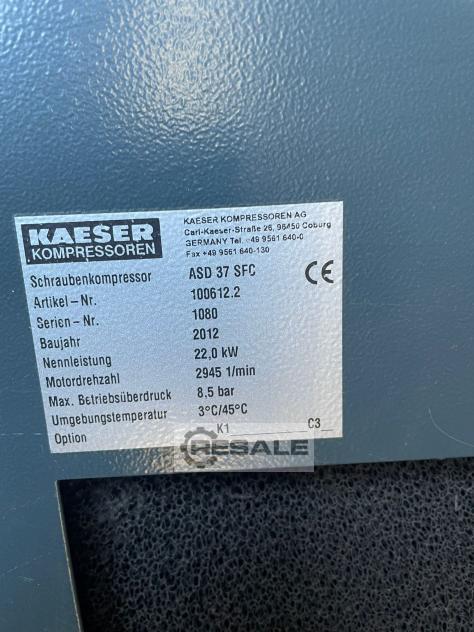 KAESER
KOMPRESSOREN
KAESER KOMPRESSOREN AG
Carl-Kaeser-Straße 26, 96450 Coburg
GERMANY Tel. +49 9561 640-0
Fax +49 9561 640-130
Schraubenkompressor ASD 37 SFC CE
Artikel-Nr. 100612.2
Serien-Nr. 1080
Baujahr 2012
Nennleistung 22,0 kW
Motordrehzahl 2945 1/min
Max. Betriebsüberdruck 8,5 bar
Umgebungstemperatur 3°C/45°C
Option K1 C3
RESALE